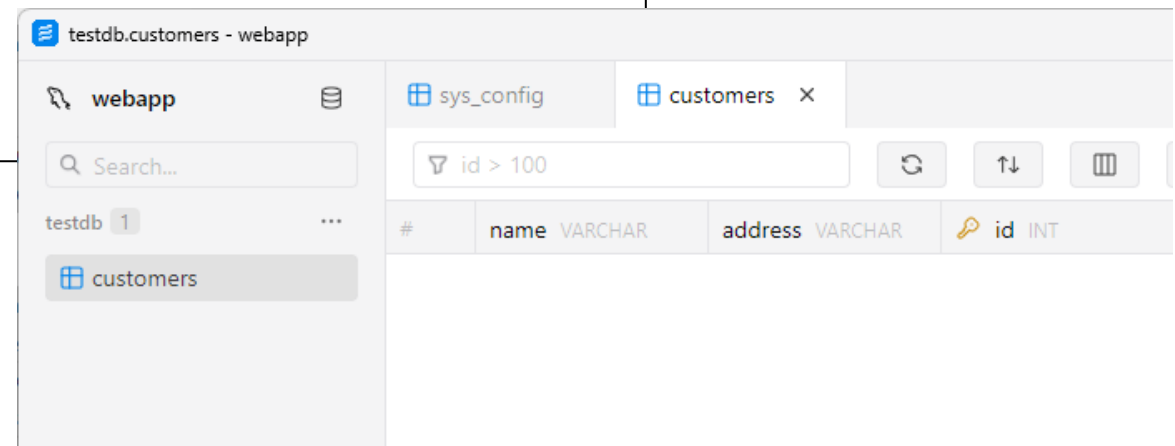 testdb.customers - webapp
webapp
sys_config
customers
Search...
id > 100
testdb 1
...
# name VARCHAR address VARCHAR id INT
customers